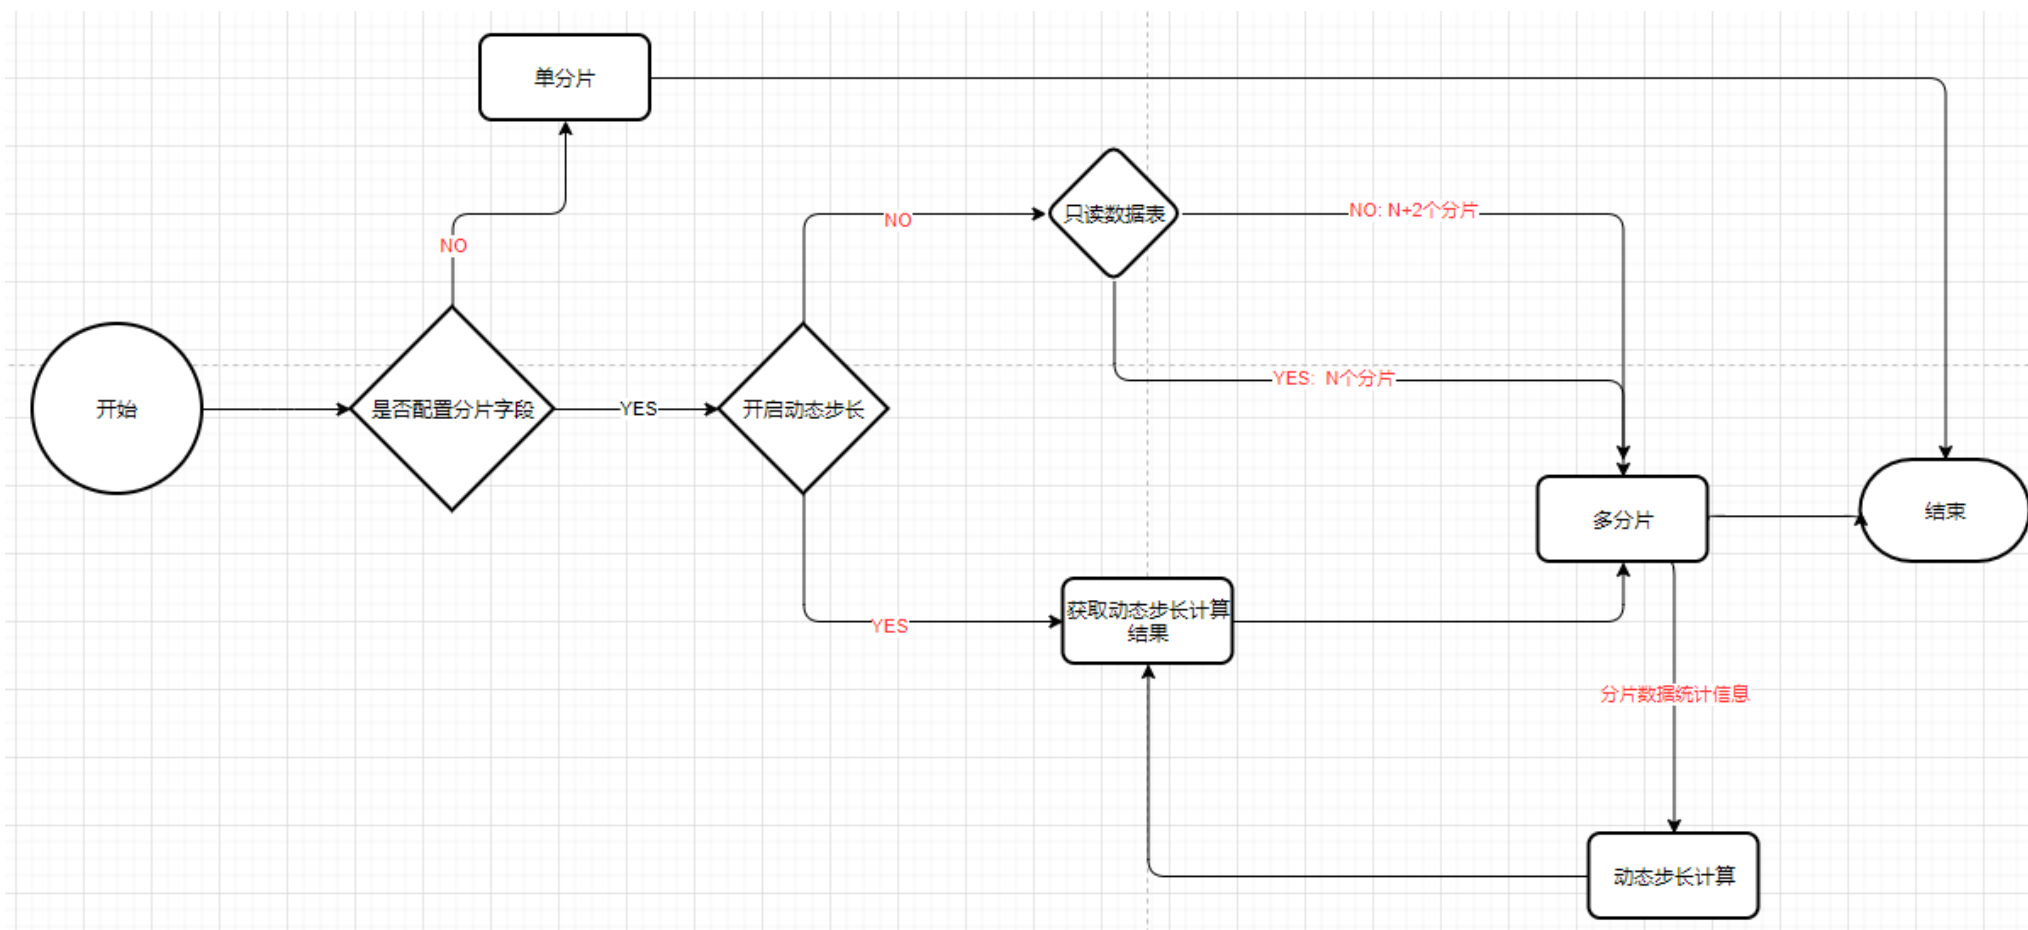 单分片
NO
NO
只读数据表
NO: N+2个分片
YES: N个分片
开始
是否配置分片字段
YES
开启动态步长
多分片
结束
YES
获取动态步长计算
结果
分片数据统计信息
动态步长计算